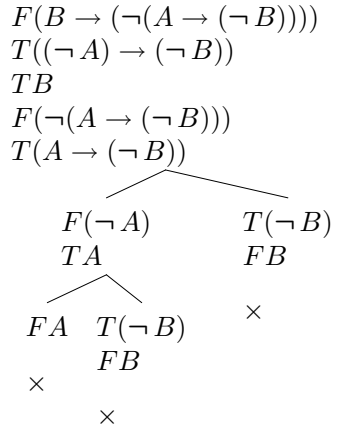 F(B → (¬(A → (¬ B))))
T((¬ A) → (¬ B))
TB
F(¬(A → (¬ B)))
T(A → (¬ B))
F(¬ A) T(¬ B)
TA FB
×
FA T(¬ B)
FB
×
×